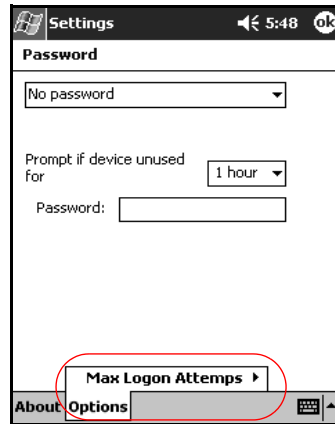 Settings 5:48 ok
Password
No password
Prompt if device unused
for 1 hour
Password:
Max Logon Attemps
About Options